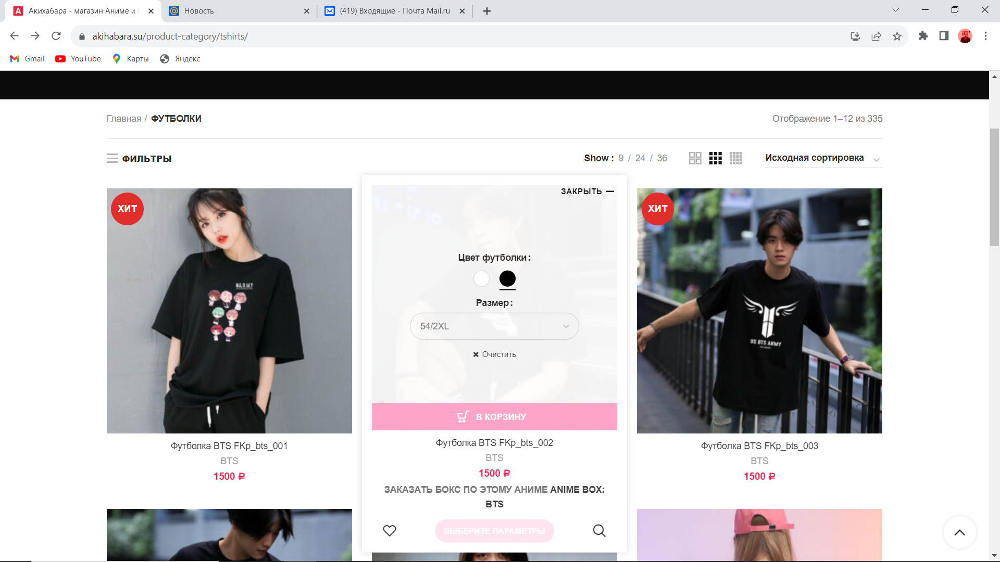 Акихабара - магазин Аниме и
Новость
(419) Входящие - Почта Mail.ru
akihabara.su/product-category/tshirts/
Gmail
YouTube
Карты
Яндекс
Главная / ФУТБОЛКИ
Отображение 1–12 из 335
ФИЛЬТРЫ
Show : 9 / 24 / 36
Исходная сортировка
ХИТ
ЗАКРЫТЬ
ХИТ
Цвет футболки:
Размер:
54/2XL
Очистить
В КОРЗИНУ
OS BTS ARMY
Футболка BTS FKp_bts_001
BTS
1500 ₽
Футболка BTS FKp_bts_002
BTS
1500 ₽
ЗАКАЗАТЬ БОКС ПО ЭТОМУ АНИМЕ ANIME BOX:
BTS
ВЫБЕРИТЕ ПАРАМЕТРЫ
Футболка BTS FKp_bts_003
BTS
1500 ₽